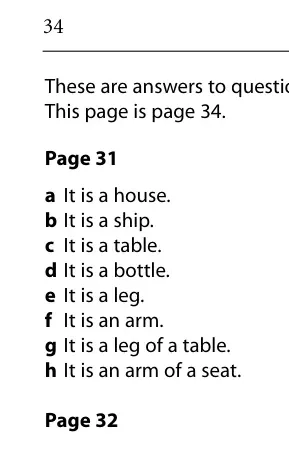 34
These are answers to
This page is page 34.
Page 31
a It is a house.
b It is a ship.
c It is a table.
d It is a bottle.
e It is a leg.
f It is an arm.
g It is a leg of a table.
h It is an arm of a seat.
Page 32